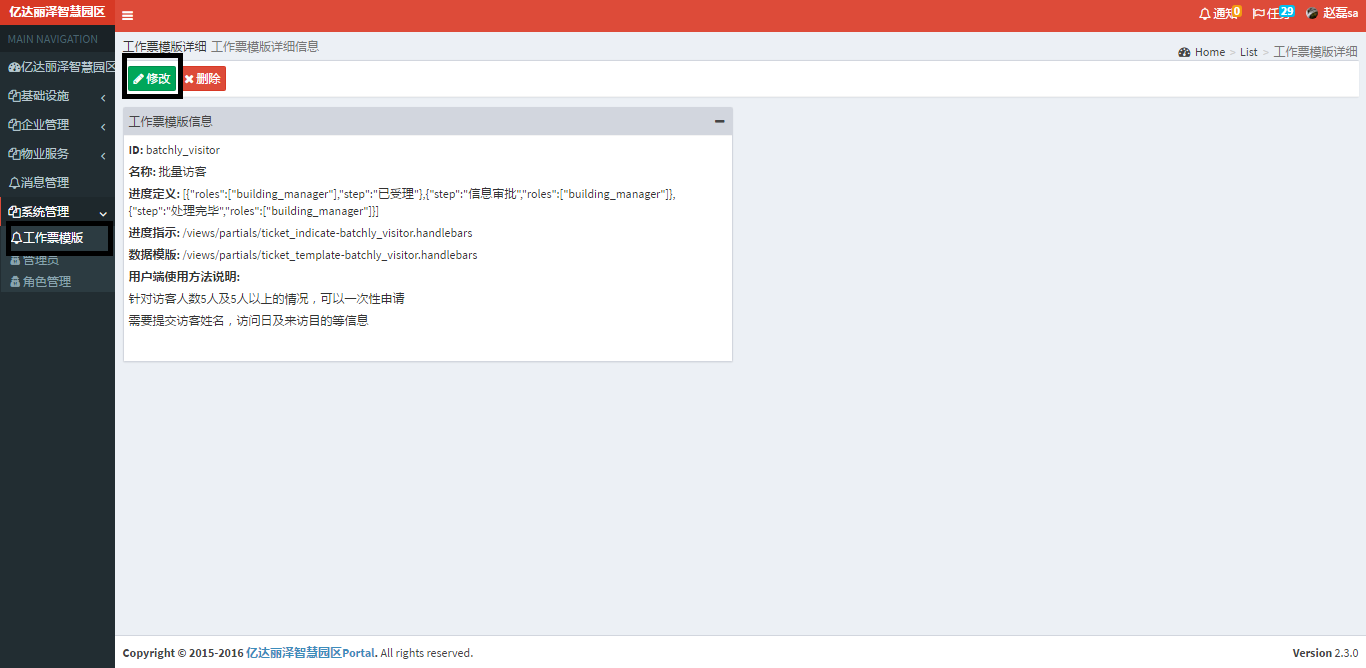 亿达丽泽智慧园区
通知 0 任务 29 赵磊sa
MAIN NAVIGATION
亿达丽泽智慧园区
基础设施
企业管理
物业服务
消息管理
系统管理
工作票模版
管理员
角色管理
工作票模版详细 工作票模版详细信息
Home > List > 工作票模版详细
修改 删除
工作票模版信息
ID: batchly_visitor
名称: 批量访客
进度定义: [{"roles":["building_manager"],"step":"已受理"},{"step":"信息审批","roles":["building_manager"]},
{"step":"处理完毕","roles":["building_manager"]}]
进度指示: /views/partials/ticket_indicate-batchly_visitor.handlebars
数据模版: /views/partials/ticket_template-batchly_visitor.handlebars
用户端使用方法说明:
针对访客人数5人及5人以上的情况，可以一次性申请
需要提交访客姓名，访问日及来访目的等信息
Copyright © 2015-2016 亿达丽泽智慧园区Portal. All rights reserved.
Version 2.3.0